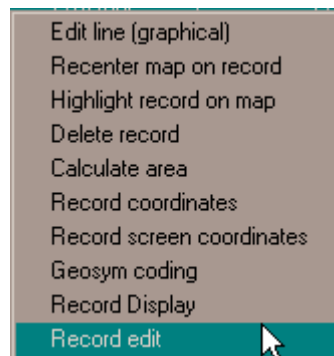 Edit line (graphical)
Recenter map on record
Highlight record on map
Delete record
Calculate area
Record coordinates
Record screen coordinates
Geosym coding
Record Display
Record edit